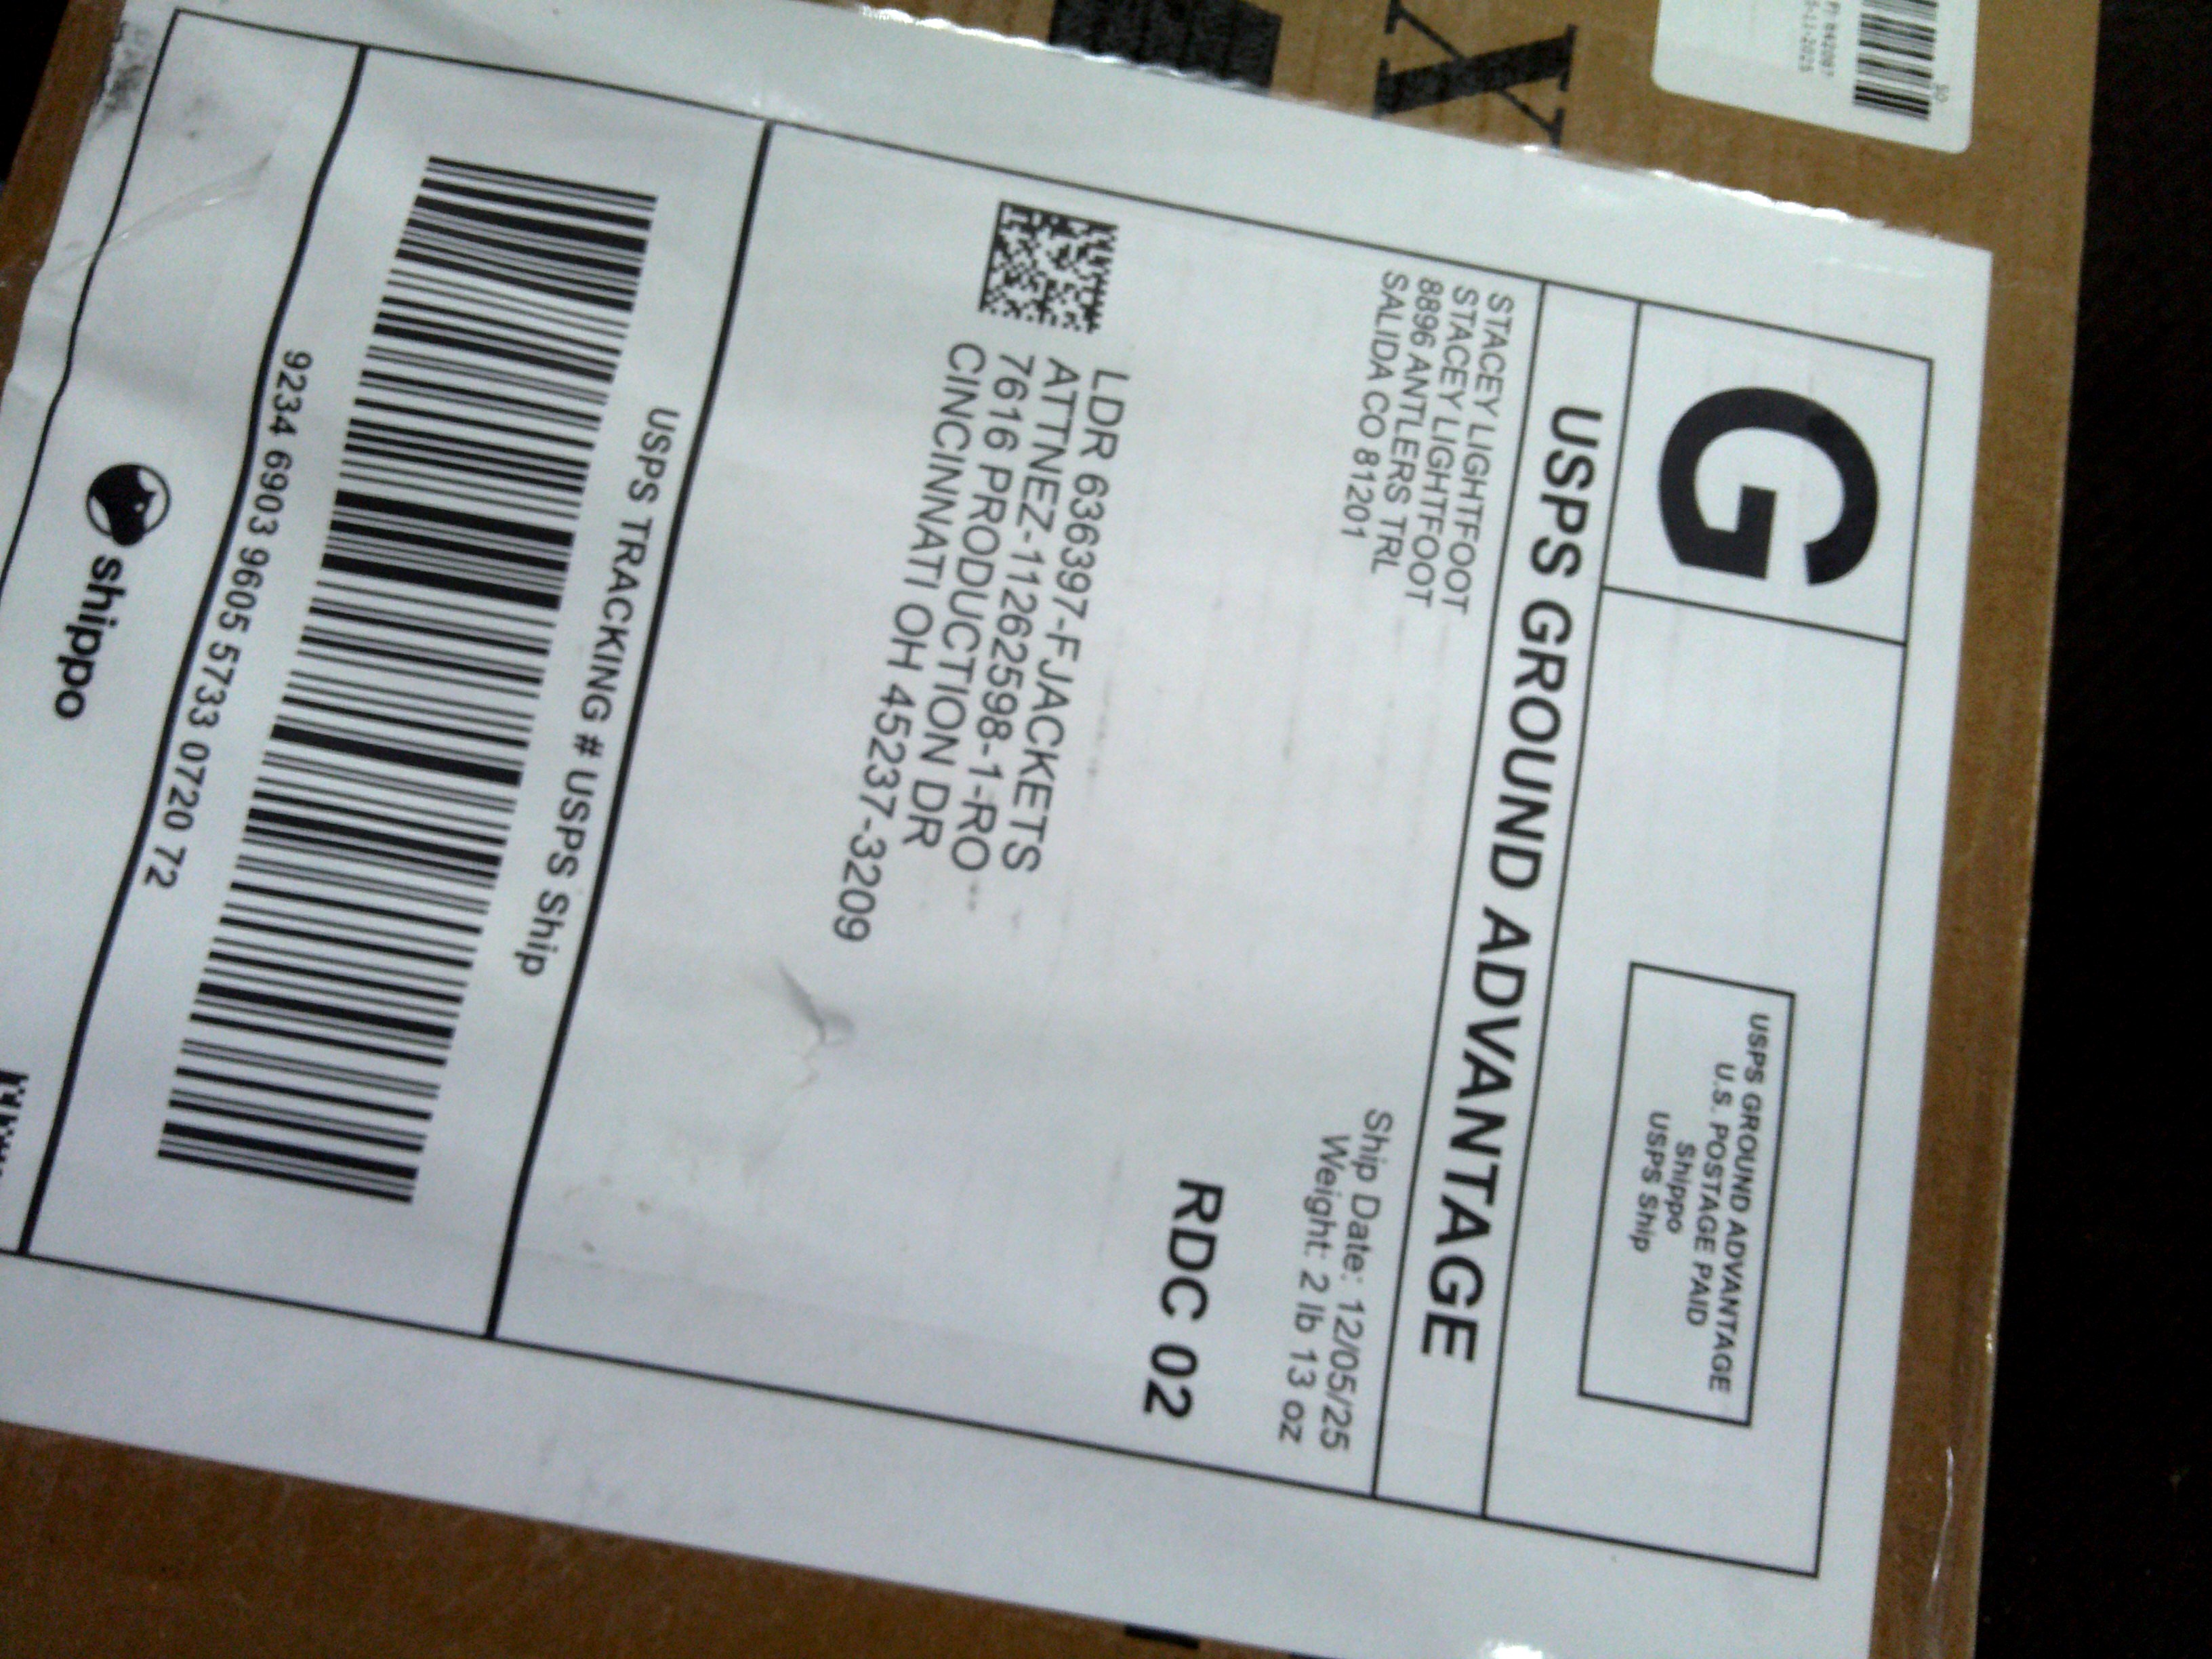 G
USPS GROUND ADVANTAGE
U.S. POSTAGE PAID
Shippo
USPS Ship
USPS GROUND ADVANTAGE
STACEY LIGHTFOOT
STACEY LIGHTFOOT
8896 ANTLERS TRL
SALIDA CO 81201
Ship Date: 12/05/25
Weight: 2 lb 13 oz
RDC 02
LDR 636397-FJACKETS
ATTNEZ-112622598-1-RO
7616 PRODUCTION DR
CINCINNATI OH 45237-3209
USPS TRACKING # USPS Ship
9234 6903 9605 5733 0720 72
shippo
X